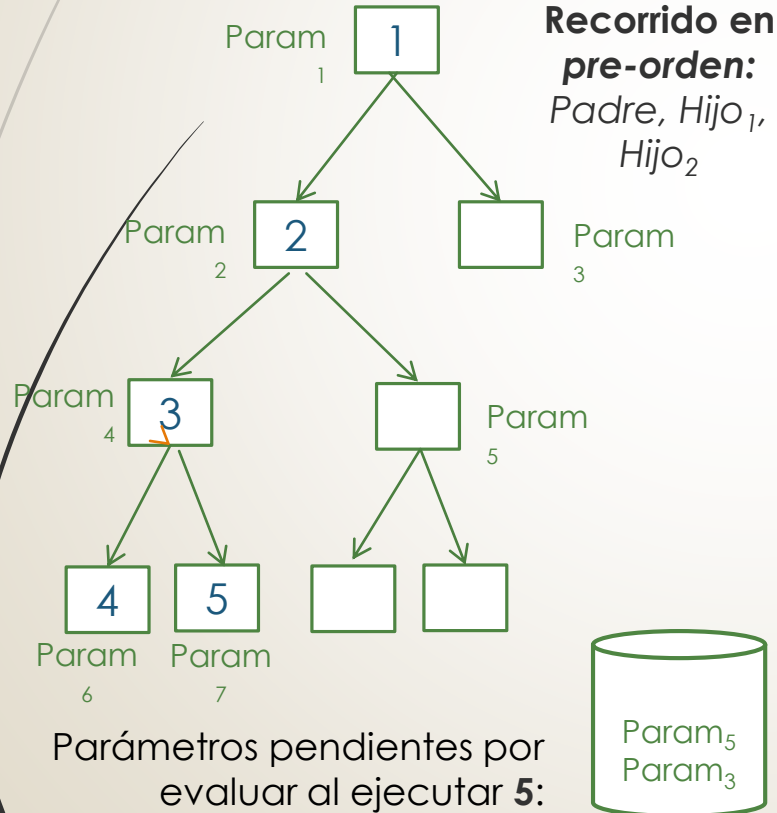 Recorrido en
pre-orden:
Padre, Hijo₁,
Hijo₂
Param
1
1
Param
2
2
Param
3
Param
4
3
Param
5
4
5
Param
6
Param
7
Parámetros pendientes por
evaluar al ejecutar 5:
Param₅
Param₃